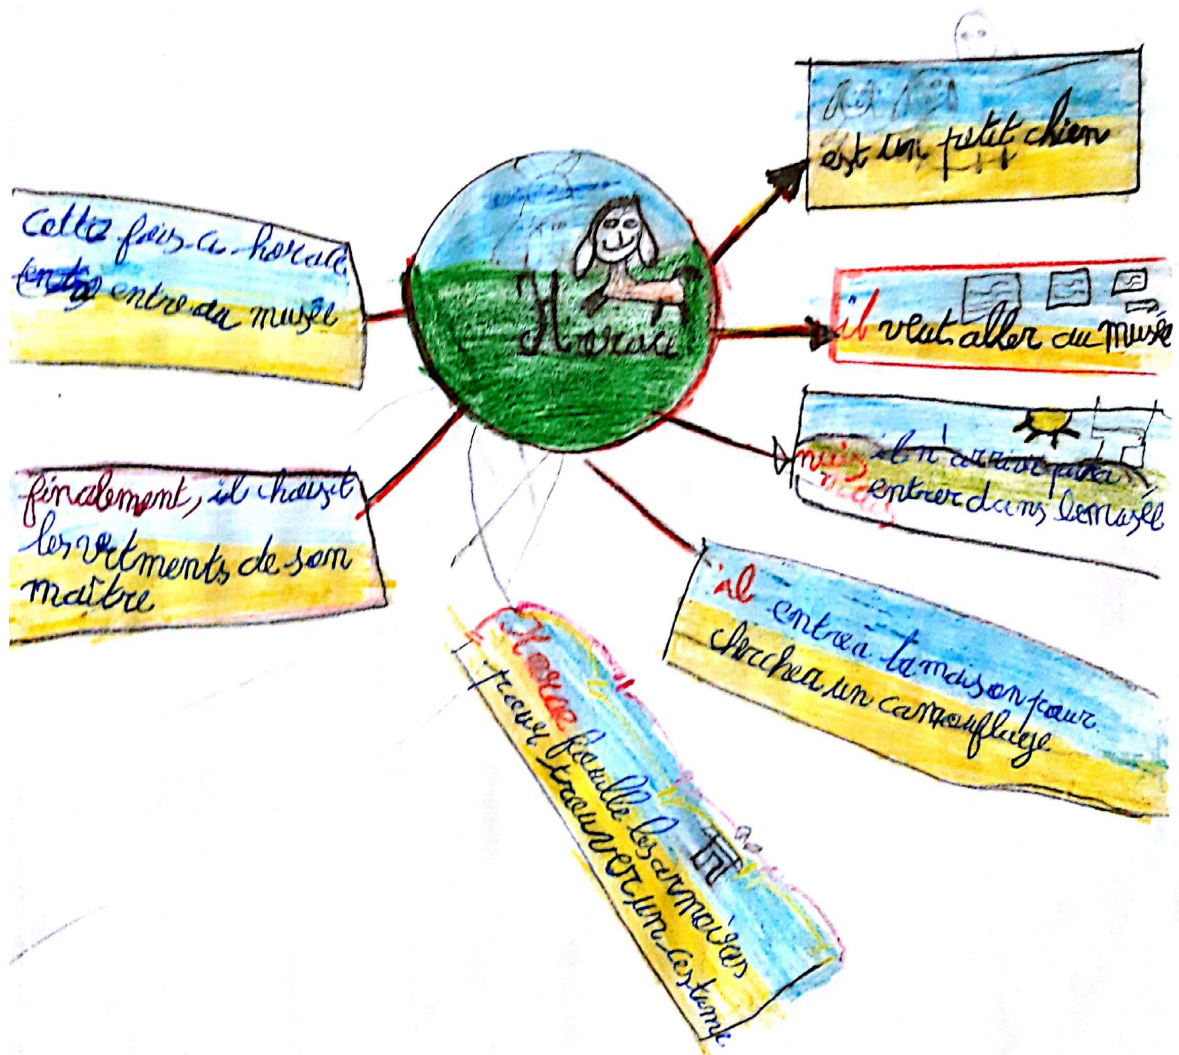 Horace
est un petit chien
il veut aller au musée
mais il n'arrive pas a
entrer dans le musée
il entre a la maison pour
chercher un camouflage
Horace fouille les armoires
pour trouver un costume
finalement, il choisit
les vetments de son
maître
cette fois ci horace
entre au musée